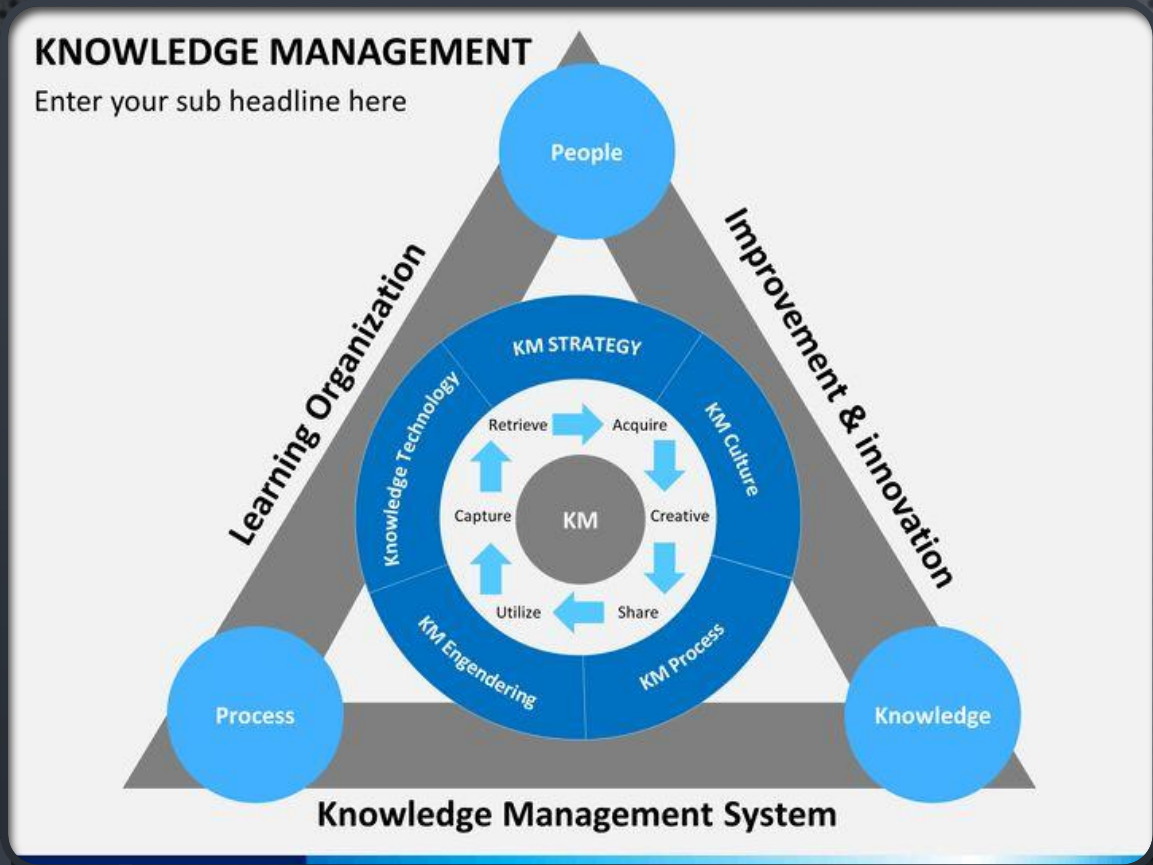 KNOWLEDGE MANAGEMENT
Enter your sub headline here
People
Learning Organization
Improvement & innovation
KM STRATEGY
KM Culture
KM Process
KM Engendering
Knowledge Technology
Retrieve
Acquire
Creative
Share
Utilize
Capture
KM
Process
Knowledge
Knowledge Management System